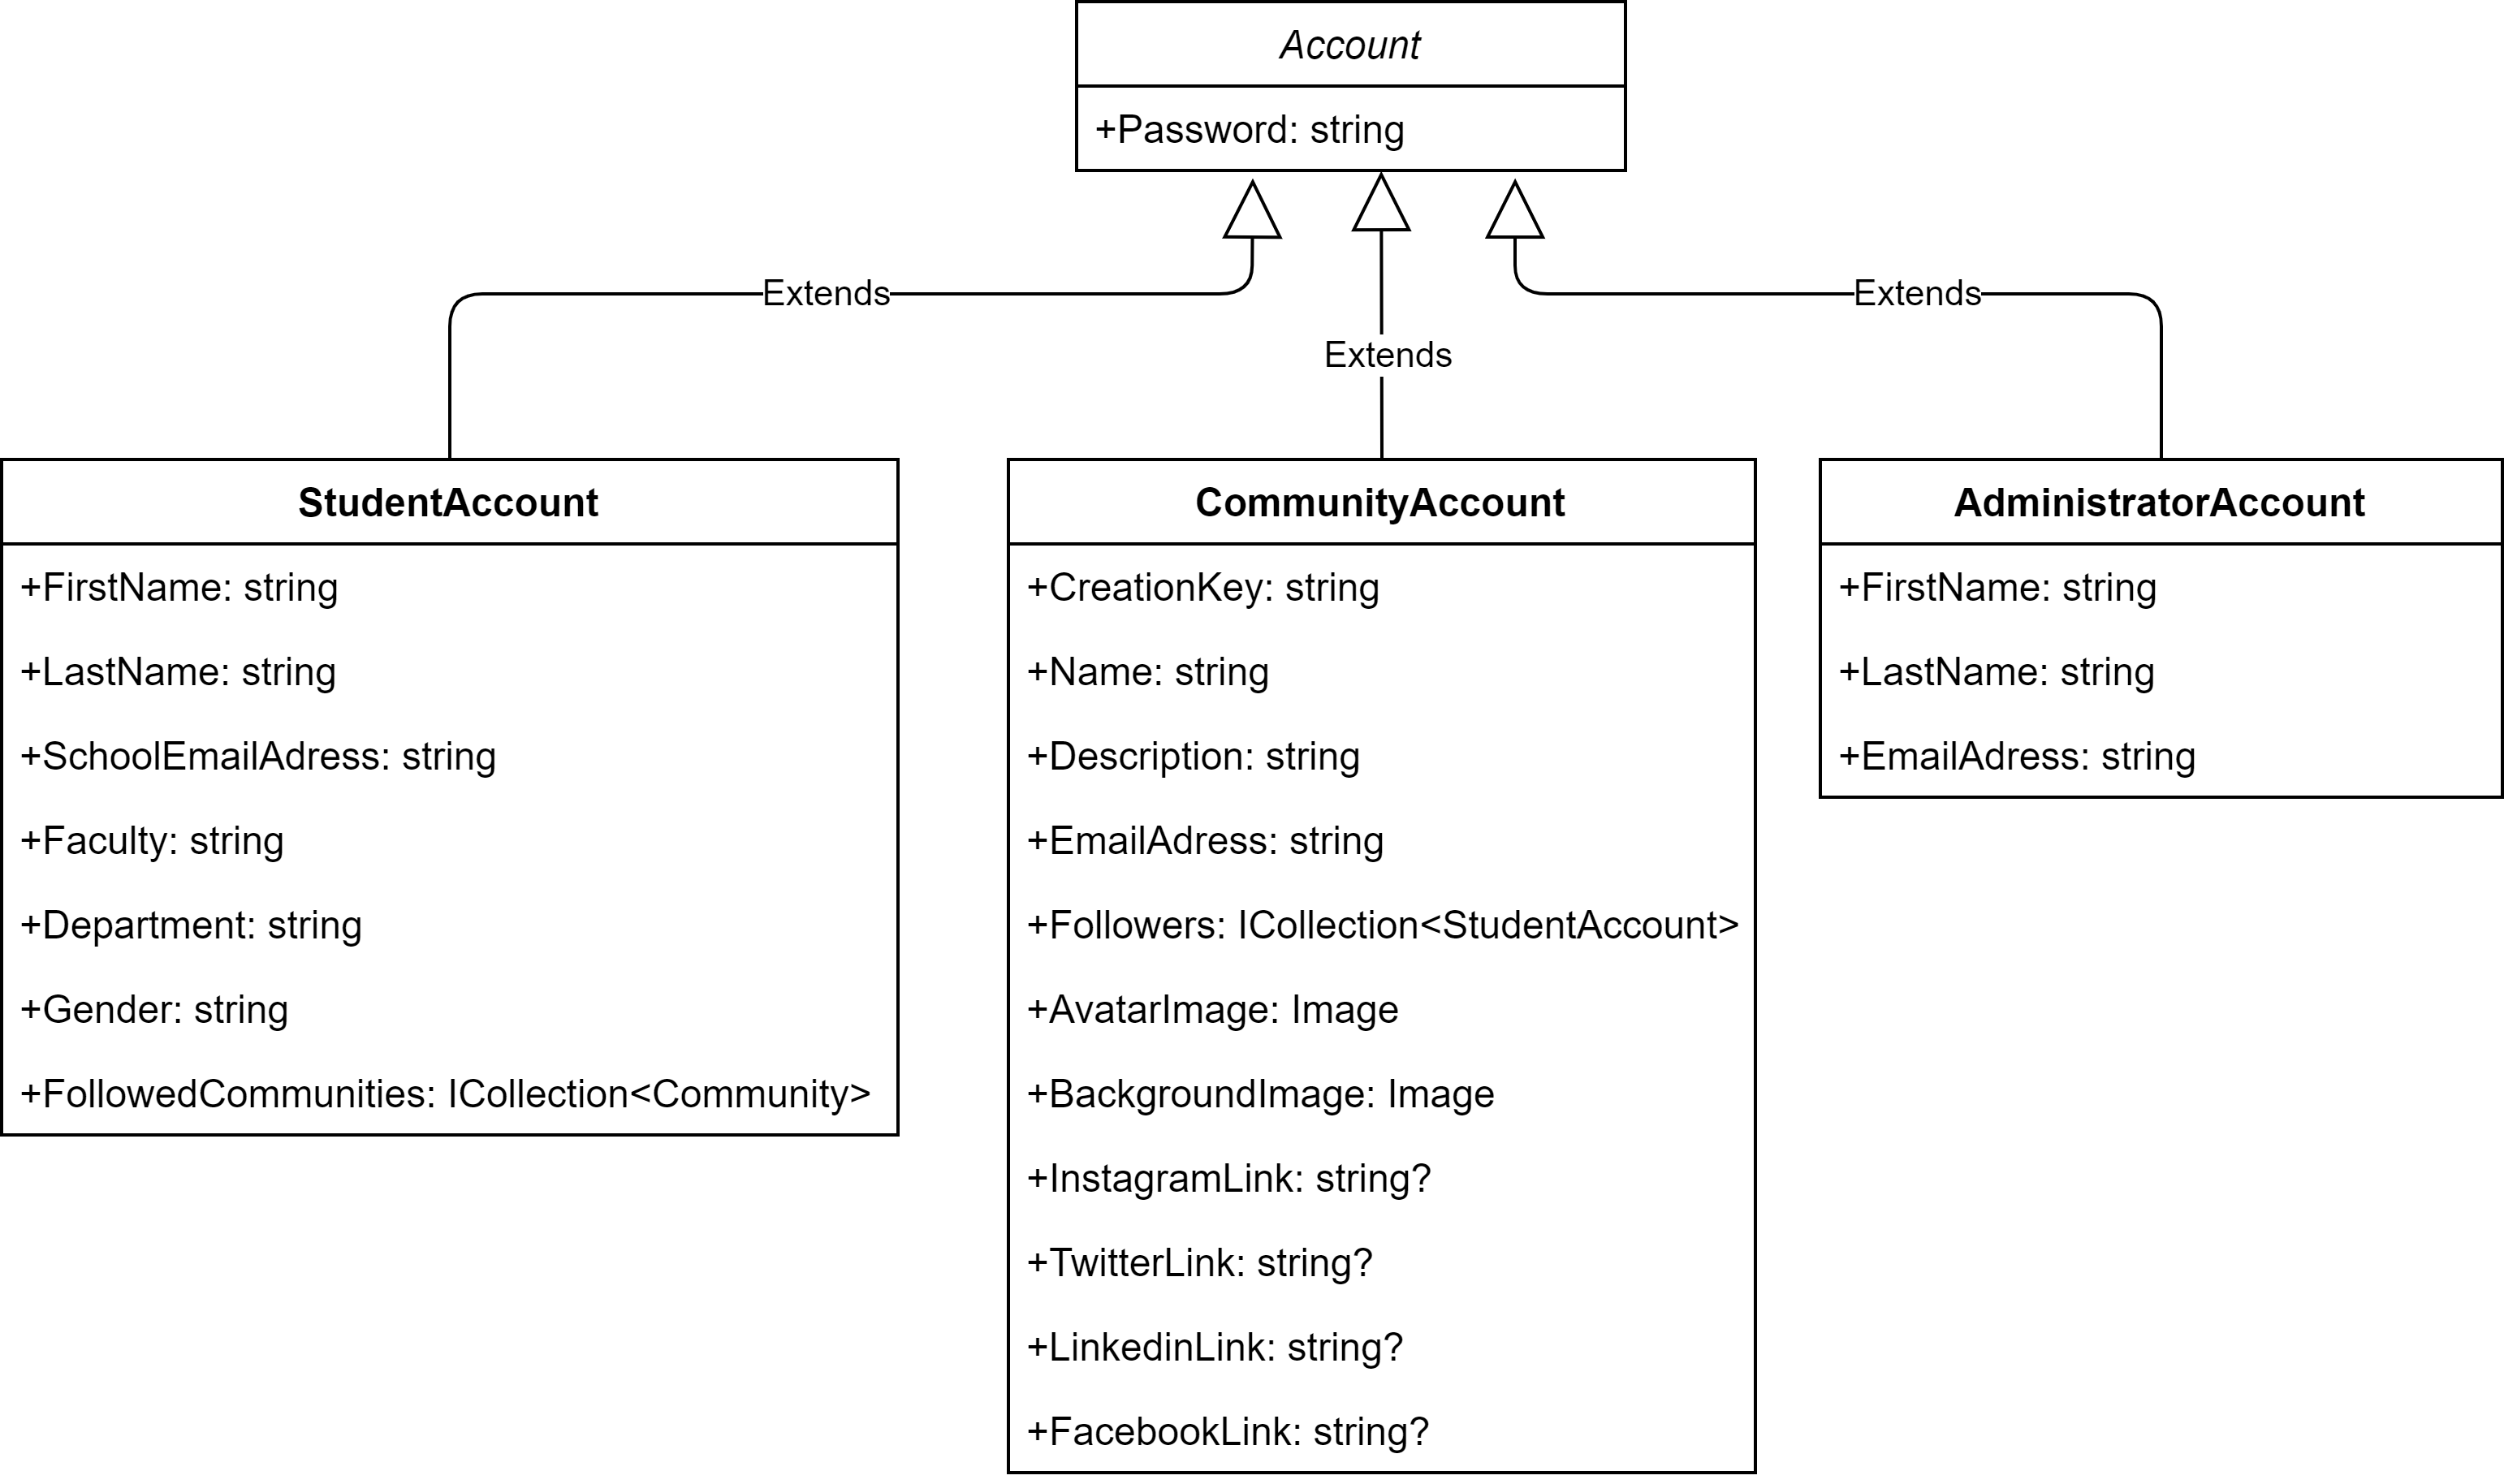 Account
+Password: string
Extends
Extends
Extends
StudentAccount
+FirstName: string
+LastName: string
+SchoolEmailAdress: string
+Faculty: string
+Department: string
+Gender: string
+FollowedCommunities: ICollection<Community>
CommunityAccount
+CreationKey: string
+Name: string
+Description: string
+EmailAdress: string
+Followers: ICollection<StudentAccount>
+AvatarImage: Image
+BackgroundImage: Image
+InstagramLink: string?
+TwitterLink: string?
+LinkedinLink: string?
+FacebookLink: string?
AdministratorAccount
+FirstName: string
+LastName: string
+EmailAdress: string